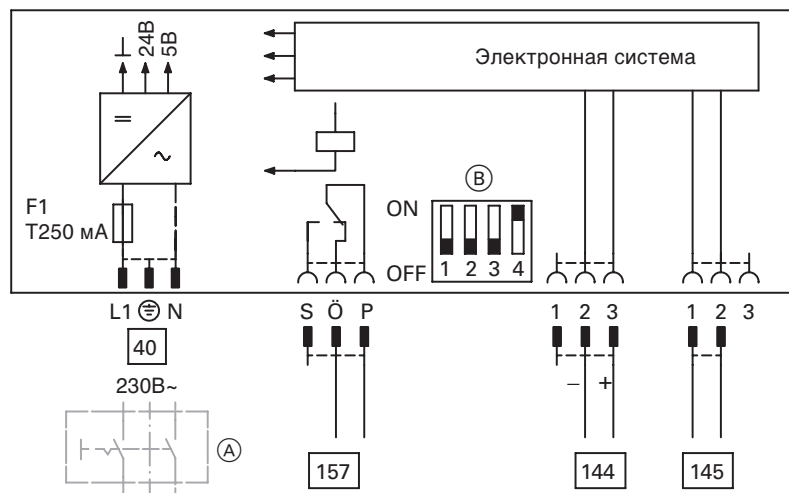 24В
5В
Электронная система
=
~
F1
T250 мА
B
ON
OFF
1 2 3 4
L1 N
S Ö P
1 2 3
1 2 3
40
– +
230В~
A
157
144
145